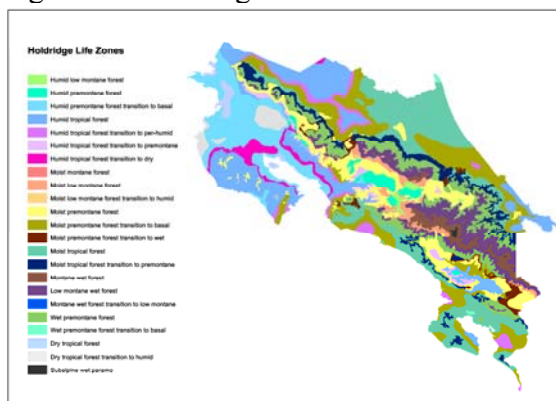 Holdridge Life Zones
Humid low montane forest
Humid premontane forest
Humid premontane forest transition to basal
Humid tropical forest
Humid tropical forest transition to per-humid
Humid tropical forest transition to premontane
Humid tropical forest transition to dry
Moist montane forest
Moist low montane forest
Moist low montane forest transition to humid
Moist premontane forest
Moist premontane forest transition to basal
Moist premontane forest transition to wet
Moist tropical forest
Moist tropical forest transition to premontane
Montane wet forest
Low montane wet forest
Montane wet forest transition to low montane
Wet premontane forest
Wet premontane forest transition to basal
Dry tropical forest
Dry tropical forest transition to humid
Subalpine wet paramo